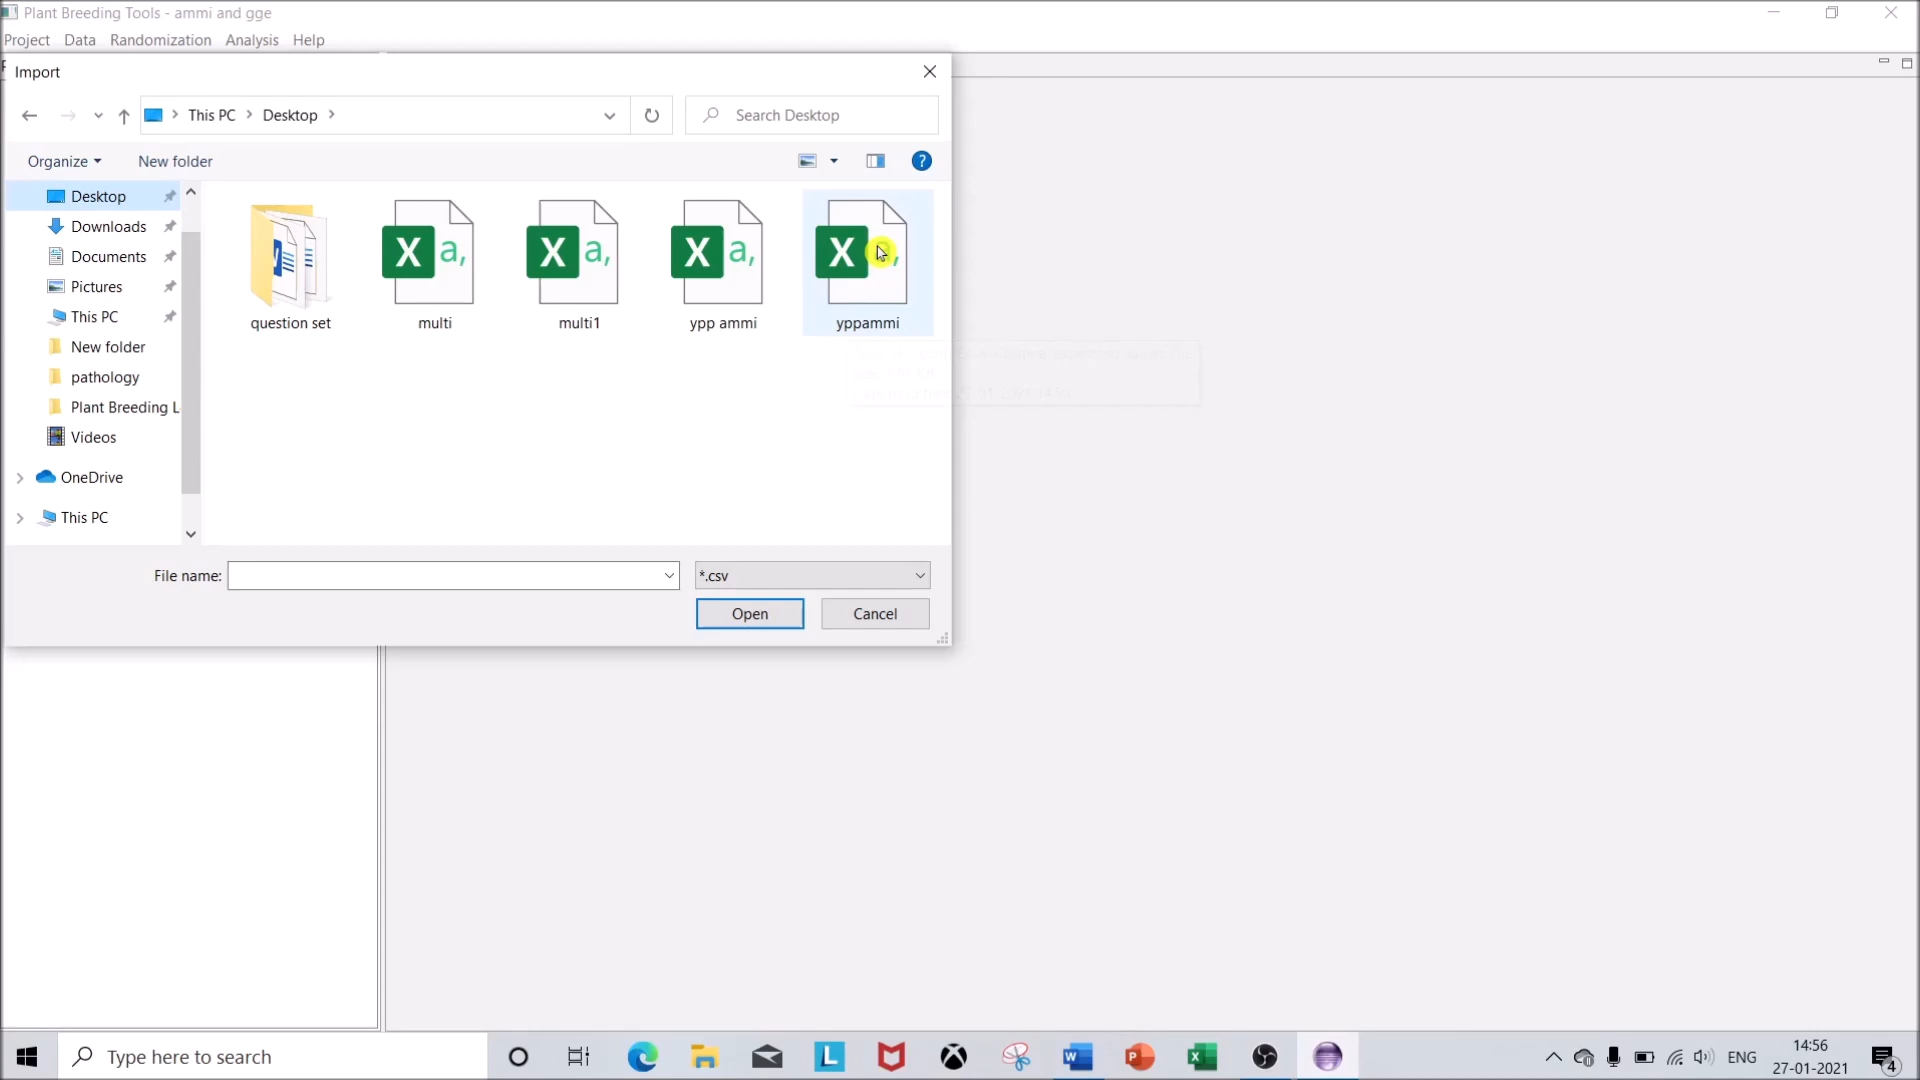 Plant Breeding Tools - ammi and gge
Project Data Randomization Analysis Help
Import
This PC Desktop
Search Desktop
Organize New folder
?
Desktop
Downloads
Documents
Pictures
This PC
New folder
pathology
Plant Breeding L
Videos
OneDrive
This PC
question set
X a,
multi
X a,
multi1
X a,
ypp ammi
X
yppammi
File name:
*.csv
Open Cancel
Type here to search
L
W
P
X
ENG
14:56
27-01-2021
4